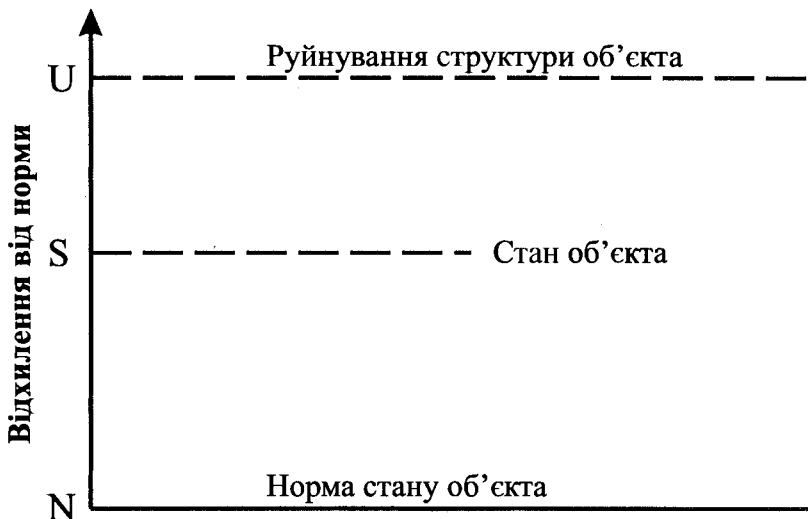 Руйнування структури об’єкта
U
Відхилення від норми
S
Стан об’єкта
Норма стану об’єкта
N